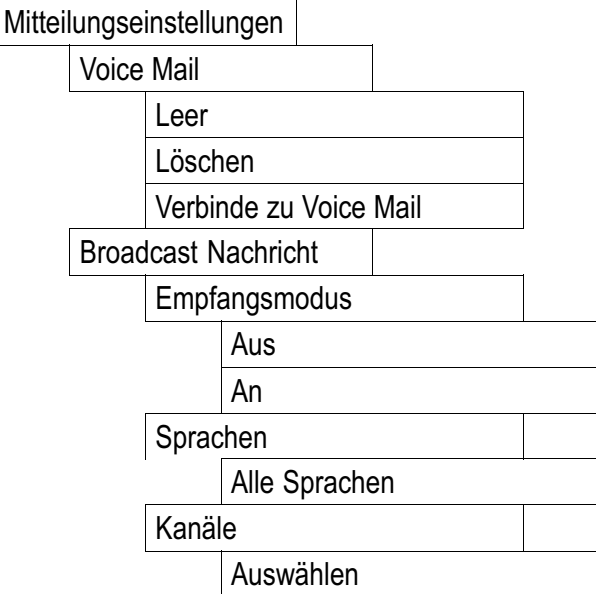 Mitteilungseinstellungen
Voice Mail
Leer
Löschen
Verbinde zu Voice Mail
Broadcast Nachricht
Empfangsmodus
Aus
An
Sprachen
Alle Sprachen
Kanäle
Auswählen